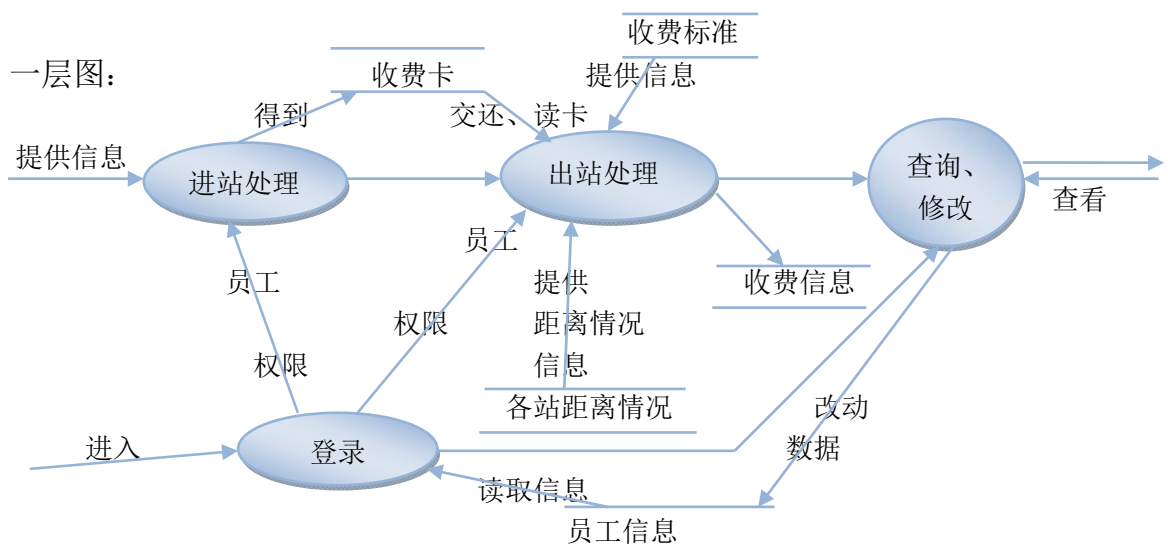 收费标准
一层图：
收费卡
提供信息
得到
交还、读卡
提供信息
进站处理
出站处理
查询、
修改
查看
员工
员工
提供
距离情况
信息
收费信息
权限
权限
各站距离情况
改动
数据
进入
登录
读取信息
员工信息